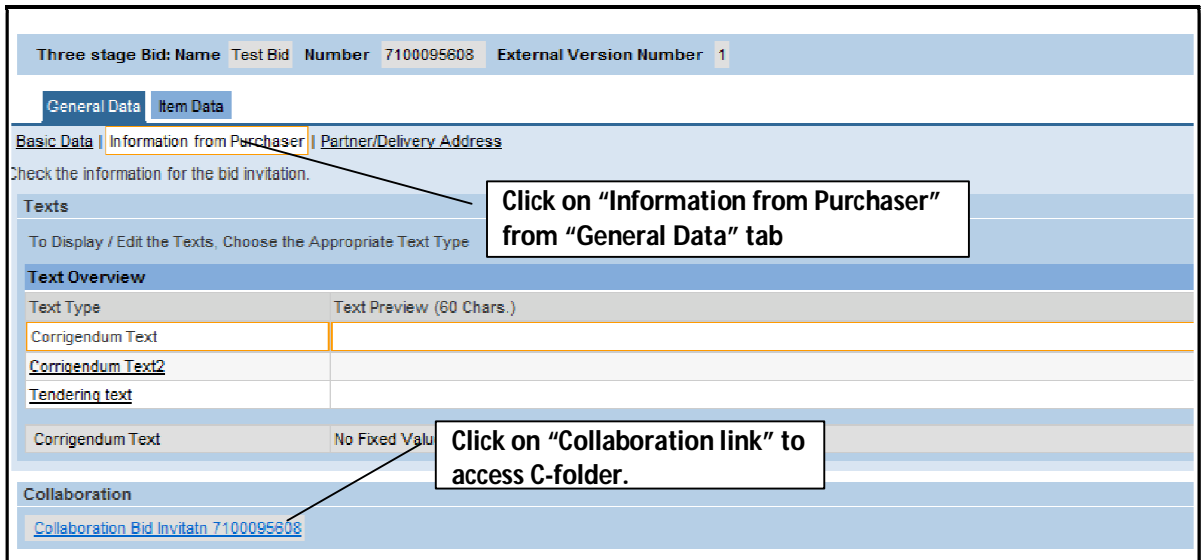 Three stage Bid: Name Test Bid Number 7100095608 External Version Number 1
General Data Item Data
Basic Data | Information from Purchaser | Partner/Delivery Address
Check the information for the bid invitation.
Click on “Information from Purchaser”
from “General Data” tab
Texts
To Display / Edit the Texts, Choose the Appropriate Text Type
Text Overview
Text Type Text Preview (60 Chars.)
Corrigendum Text
Corrigendum Text2
Tendering text
Corrigendum Text No Fixed
Click on “Collaboration link” to
access C-folder.
Collaboration
Collaboration Bid Invitatn 7100095608